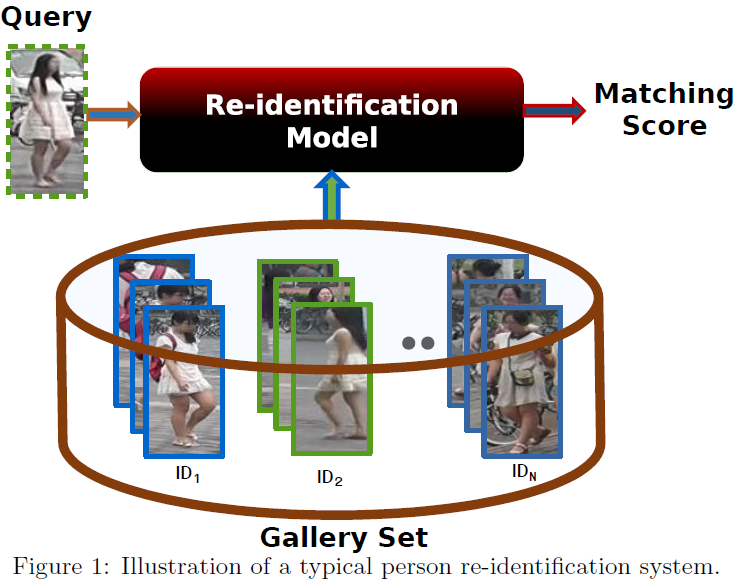 Query
Re-identification
Model
Matching
Score
ID1
ID2
IDN
Gallery Set
Figure 1: Illustration of a typical person re-identification system.